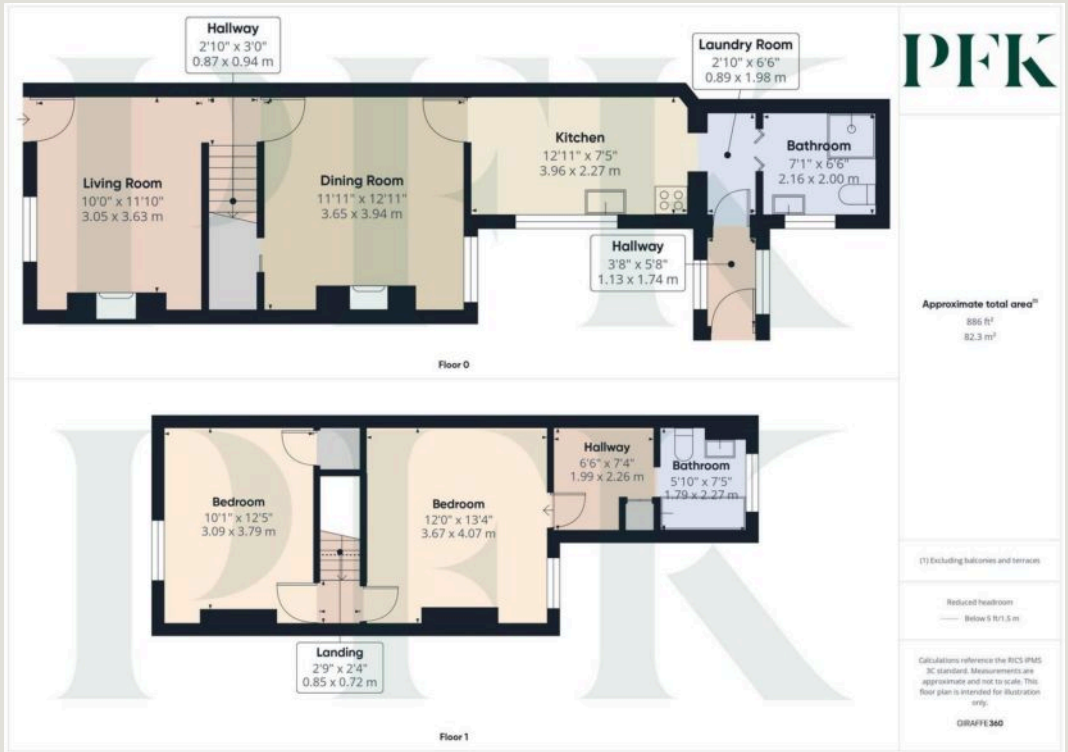 Hallway
2'10" x 3'0"
0.87 x 0.94 m
Laundry Room
2'10" x 6'6"
0.89 x 1.98 m
Living Room
10'0" x 11'10"
3.05 x 3.63 m
Dining Room
11'11" x 12'11"
3.65 x 3.94 m
Kitchen
12'11" x 7'5"
3.96 x 2.27 m
Bathroom
7'1" x 6'6"
2.16 x 2.00 m
Hallway
3'8" x 5'8"
1.13 x 1.74 m
Floor 0
Bedroom
10'1" x 12'5"
3.09 x 3.79 m
Bedroom
12'0" x 13'4"
3.67 x 4.07 m
Hallway
6'6" x 7'4"
1.99 x 2.26 m
Bathroom
5'10" x 7'5"
1.79 x 2.27 m
Landing
2'9" x 2'4"
0.85 x 0.72 m
Floor 1
PFK
PFK
PFK
Approximate total area(1)
886 ft²
82.3 m²
(1) Excluding balconies and terraces
Reduced headroom
Below 5 ft/1.5 m
Calculations reference the RICS IPMS
3C standard. Measurements are
approximate and not to scale. This
floor plan is intended for illustration
only.
GIRAFFE360